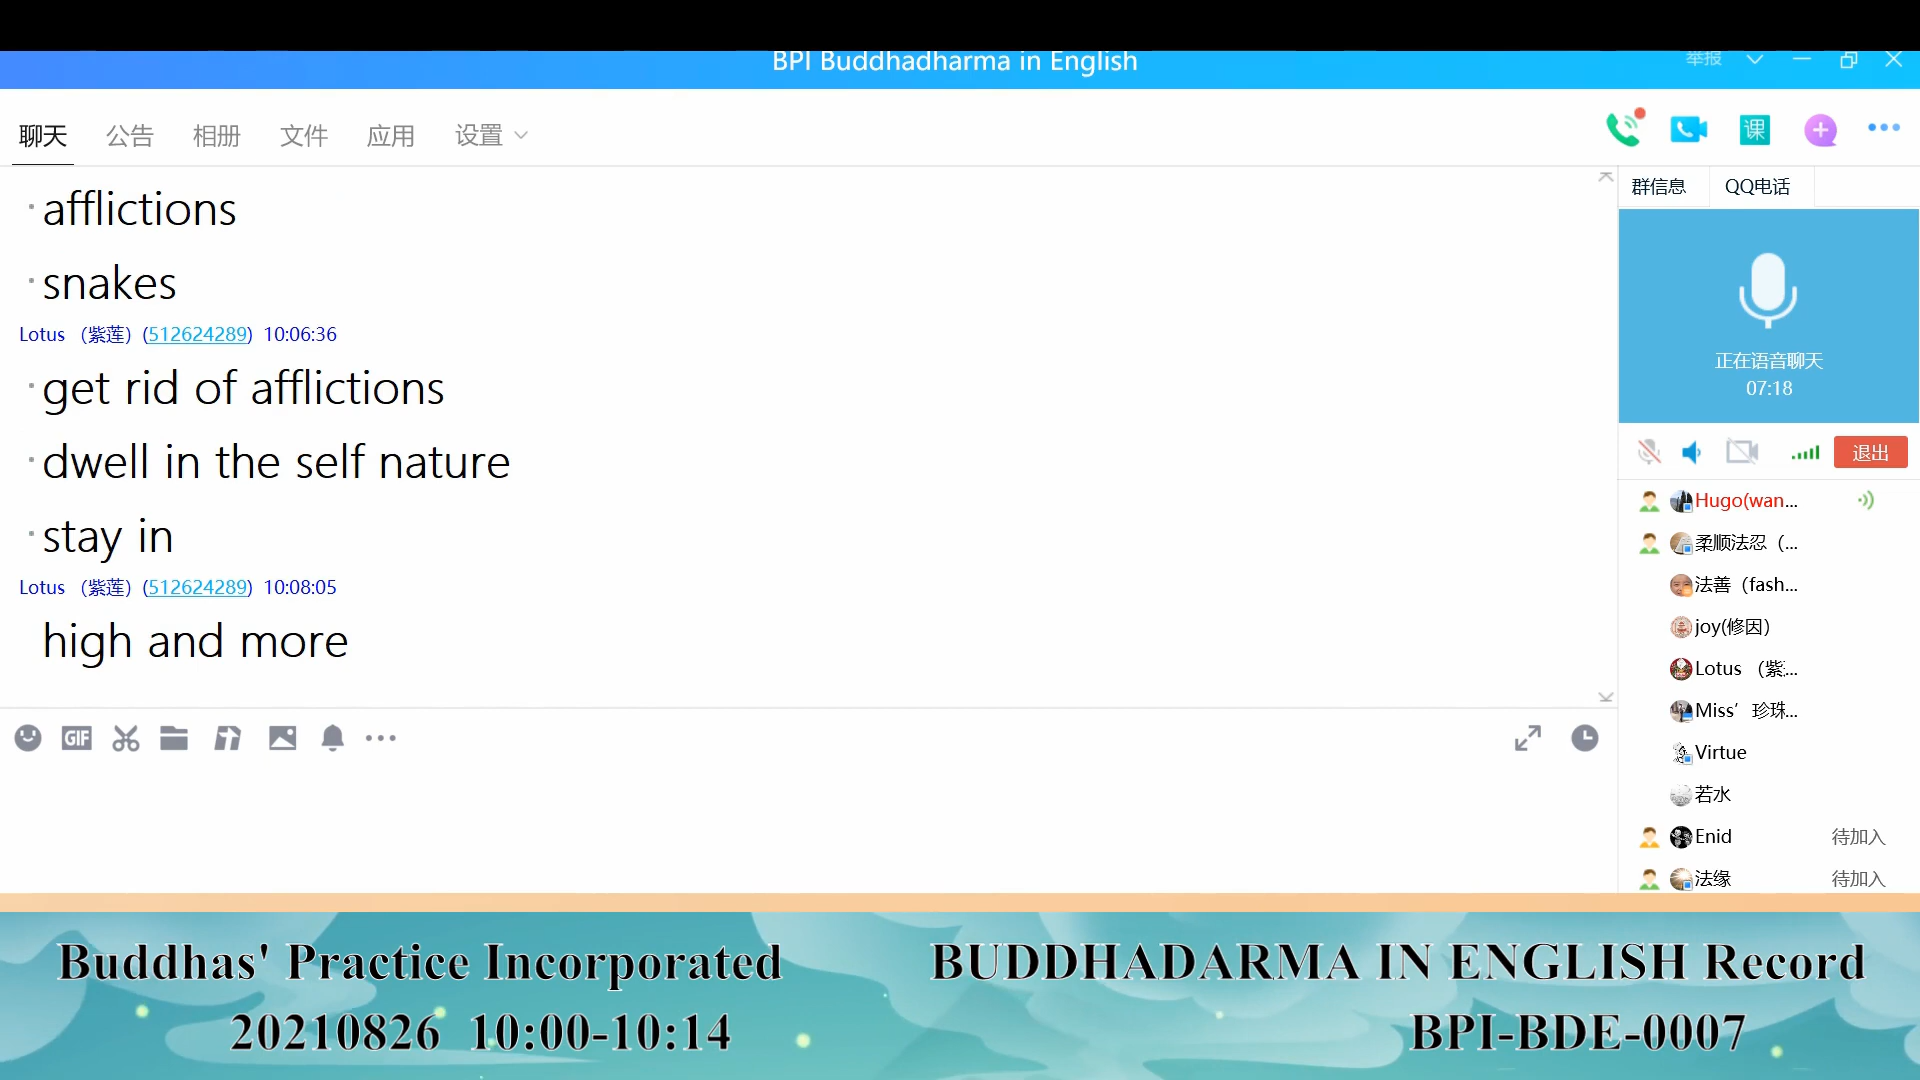 BPI Buddhadharma in English
举报
聊天 公告 相册 文件 应用 设置
课
群信息 QQ电话
afflictions
snakes
Lotus （紫莲）(512624289) 10:06:36
get rid of afflictions
dwell in the self nature
stay in
Lotus （紫莲）(512624289) 10:08:05
high and more
GIF
正在语音聊天
07:18
退出
Hugo(wan...
柔顺法忍（...
法善（fash...
joy(修因)
Lotus （紫...
Miss’ 珍珠...
Virtue
若水
Enid 待加入
法缘 待加入
Buddhas' Practice Incorporated
20210826 10:00-10:14
BUDDHADARMA IN ENGLISH Record
BPI-BDE-0007